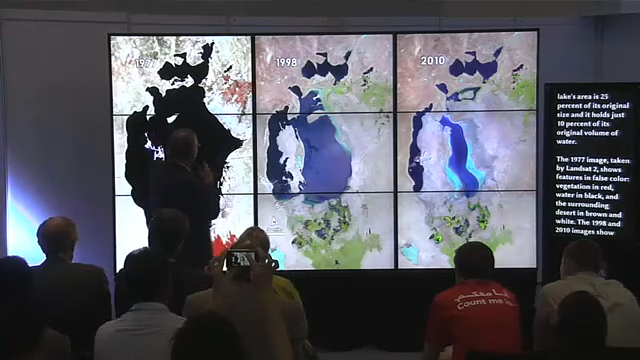 1977
1998
2010
lake's area is 25
percent of its original
size and it holds just
10 percent of its
original volume of
water.
The 1977 image, taken
by Landsat 2, shows
features in false color:
vegetation in red,
water in black, and
the surrounding
desert in brown and
white. The 1998 and
2010 images show
Count me